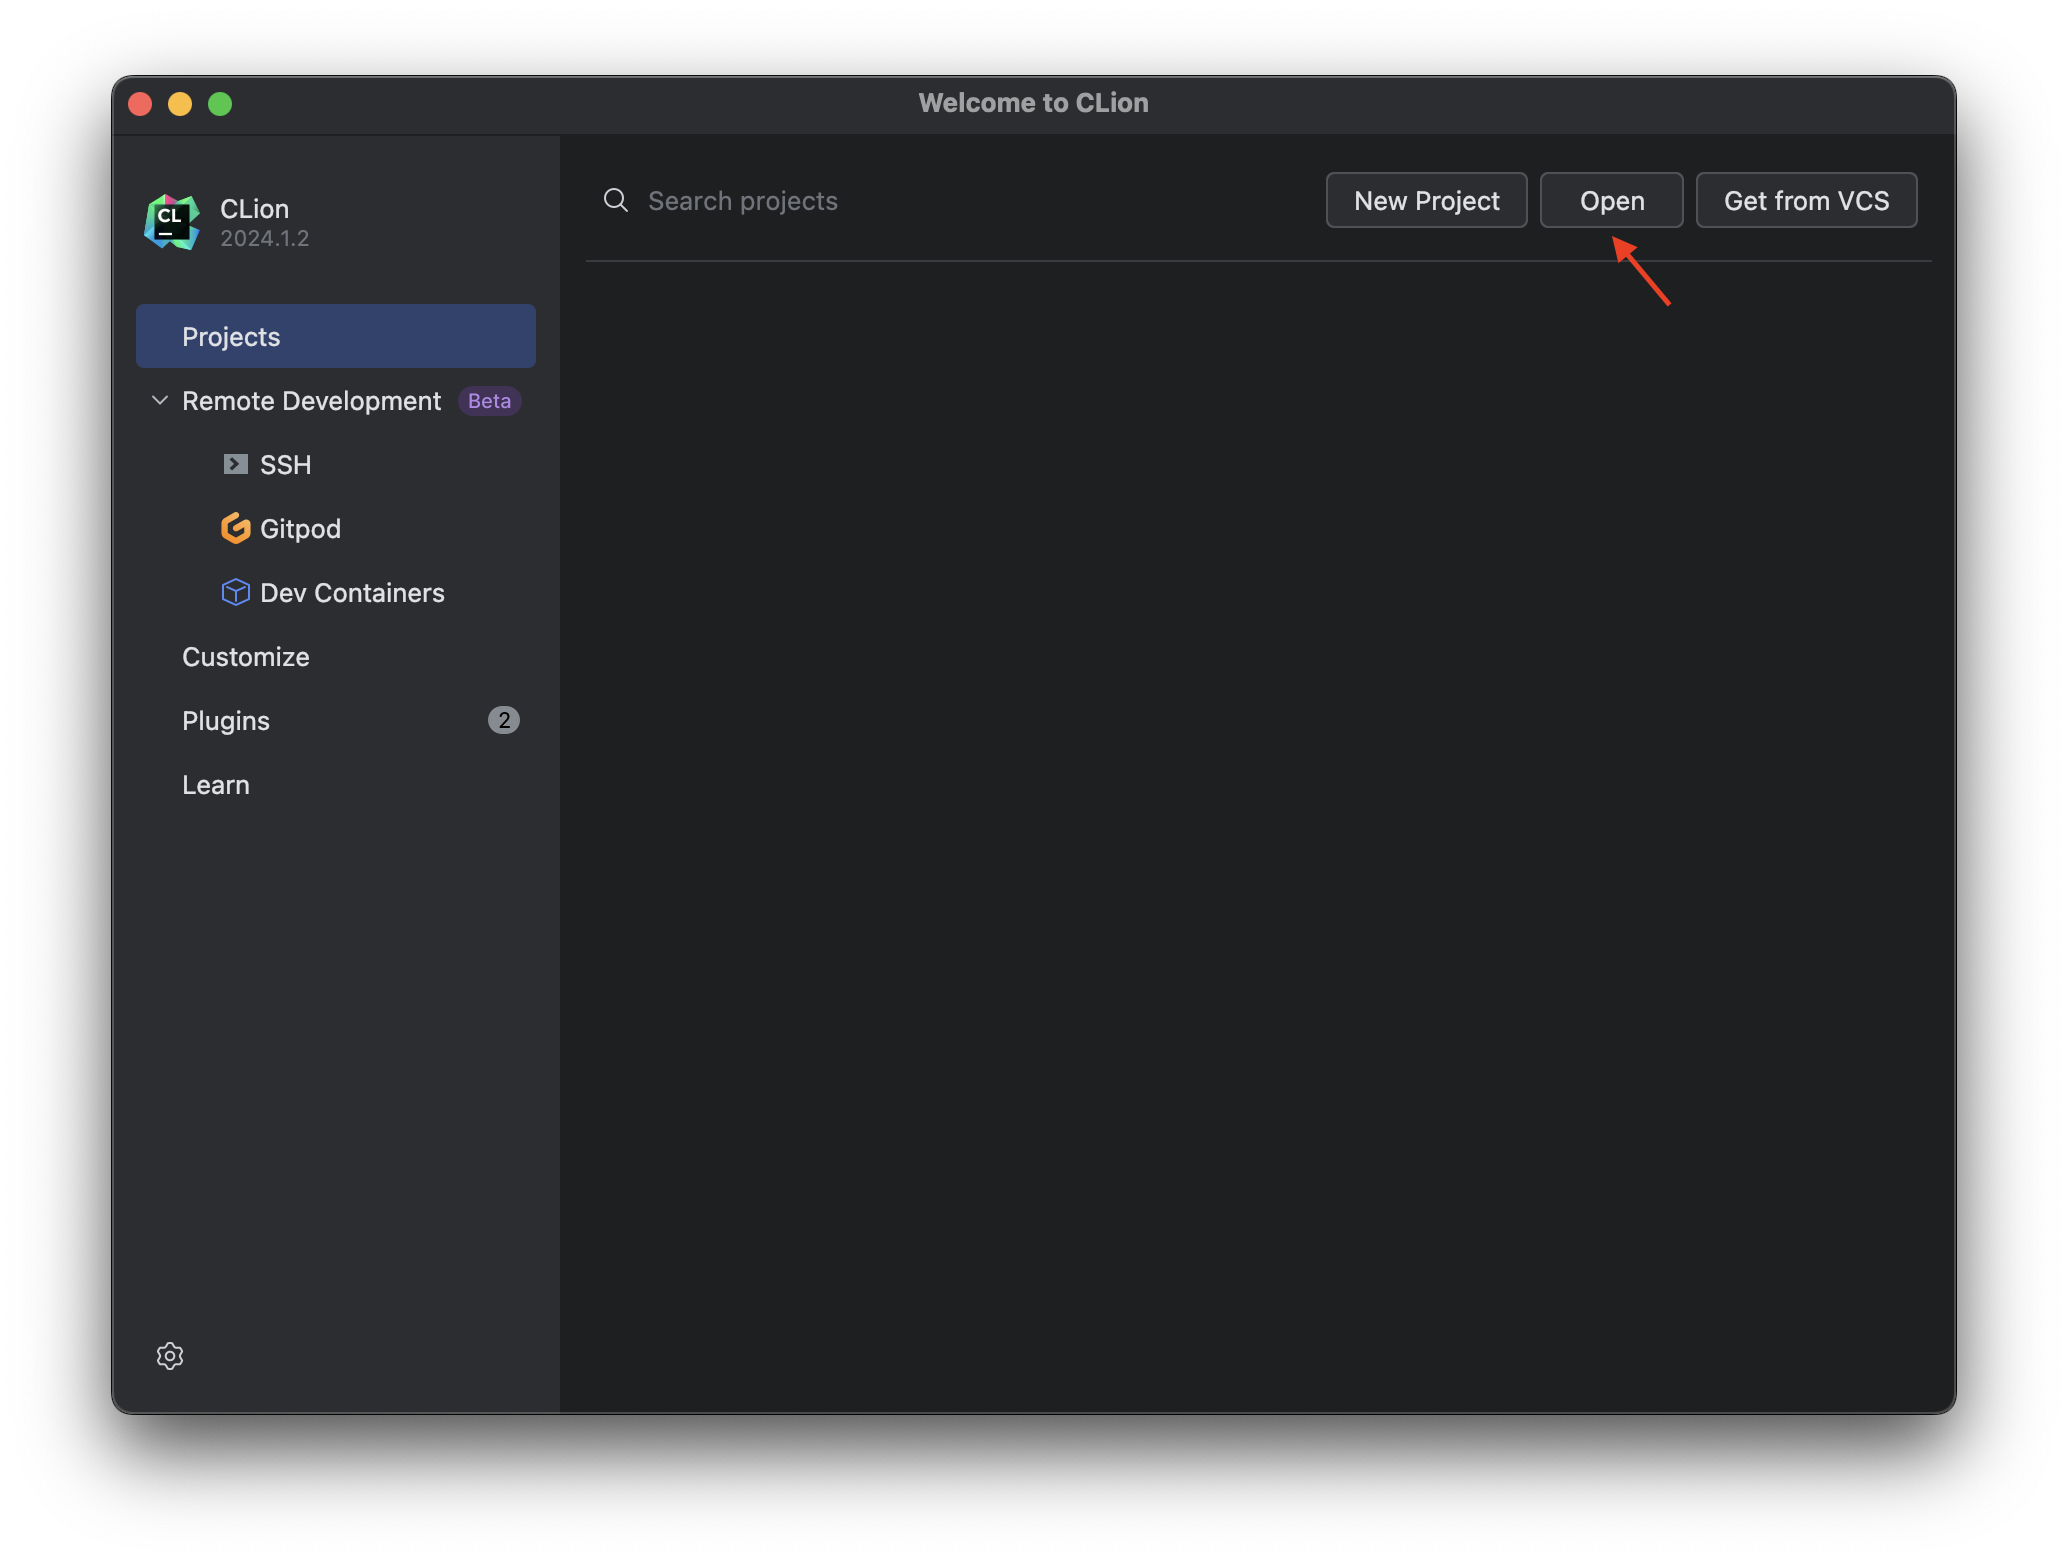 Welcome to CLion
CL
CLion
2024.1.2
Search projects
New Project
Open
Get from VCS
Projects
Remote Development Beta
SSH
Gitpod
Dev Containers
Customize
Plugins 2
Learn